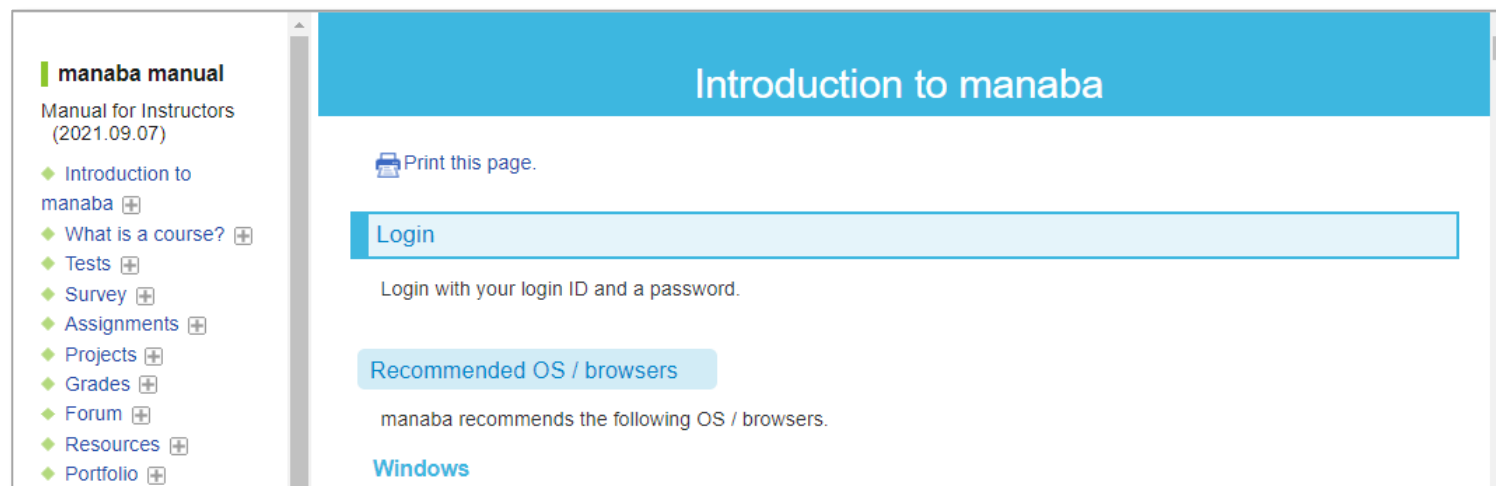 manaba manual
Manual for Instructors
(2021.09.07)
Introduction to
manaba
What is a course?
Tests
Survey
Assignments
Projects
Grades
Forum
Resources
Portfolio
Introduction to manaba
Print this page.
Login
Login with your login ID and a password.
Recommended OS / browsers
manaba recommends the following OS / browsers.
Windows